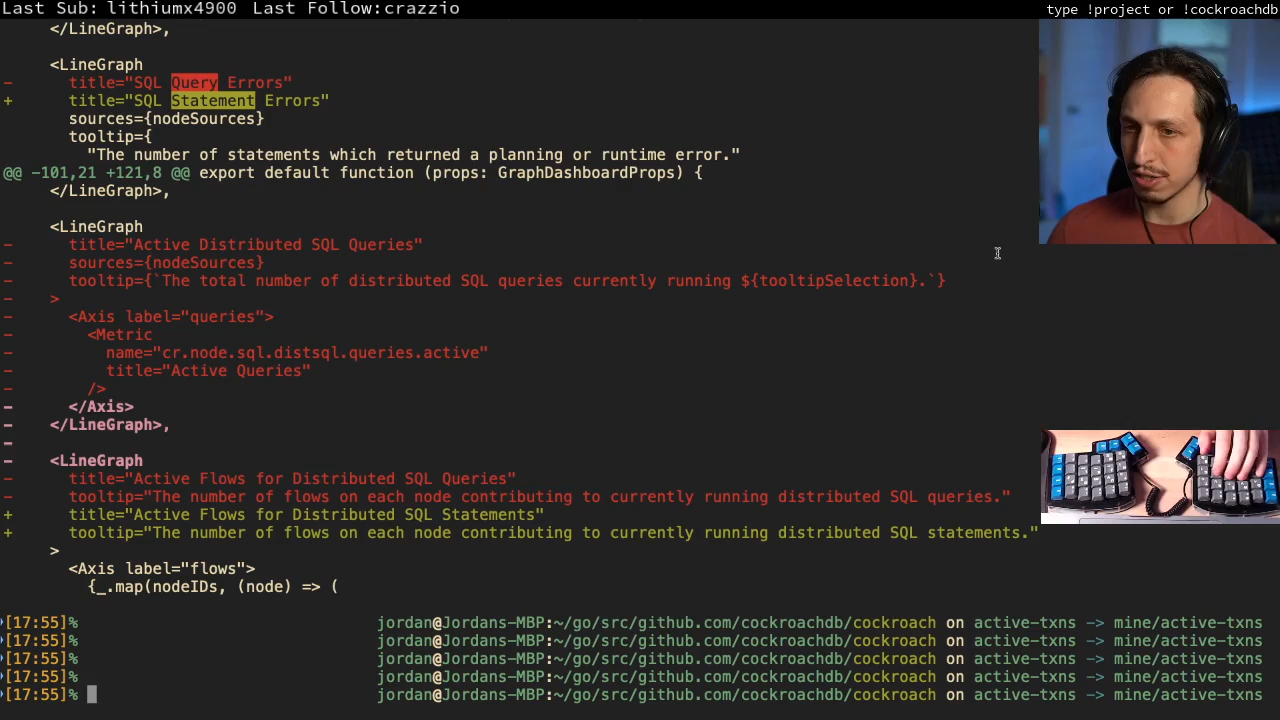 Last Sub: lithiumx4900  Last Follow:crazzio
type !project or !cockroachdb
    </LineGraph>,
    <LineGraph
-      title="SQL Query Errors"
+      title="SQL Statement Errors"
      sources={nodeSources}
      tooltip={
        "The number of statements which returned a planning or runtime error."
@@ -101,21 +121,8 @@ export default function (props: GraphDashboardProps) {
    </LineGraph>,
    <LineGraph
-      title="Active Distributed SQL Queries"
-      sources={nodeSources}
-      tooltip={`The total number of distributed SQL queries currently running ${tooltipSelection}.`}
-    >
-      <Axis label="queries">
-        <Metric
-          name="cr.node.sql.distsql.queries.active"
-          title="Active Queries"
-        />
-      </Axis>
-    </LineGraph>,
-
-    <LineGraph
-      title="Active Flows for Distributed SQL Queries"
-      tooltip="The number of flows on each node contributing to currently running distributed SQL queries."
+      title="Active Flows for Distributed SQL Statements"
+      tooltip="The number of flows on each node contributing to currently running distributed SQL statements."
    >
      <Axis label="flows">
        {_.map(nodeIDs, (node) => (
[17:55]% jordan@Jordans-MBP:~/go/src/github.com/cockroachdb/cockroach on active-txns -> mine/active-txns
[17:55]% jordan@Jordans-MBP:~/go/src/github.com/cockroachdb/cockroach on active-txns -> mine/active-txns
[17:55]% jordan@Jordans-MBP:~/go/src/github.com/cockroachdb/cockroach on active-txns -> mine/active-txns
[17:55]% jordan@Jordans-MBP:~/go/src/github.com/cockroachdb/cockroach on active-txns -> mine/active-txns
[17:55]% jordan@Jordans-MBP:~/go/src/github.com/cockroachdb/cockroach on active-txns -> mine/active-txns